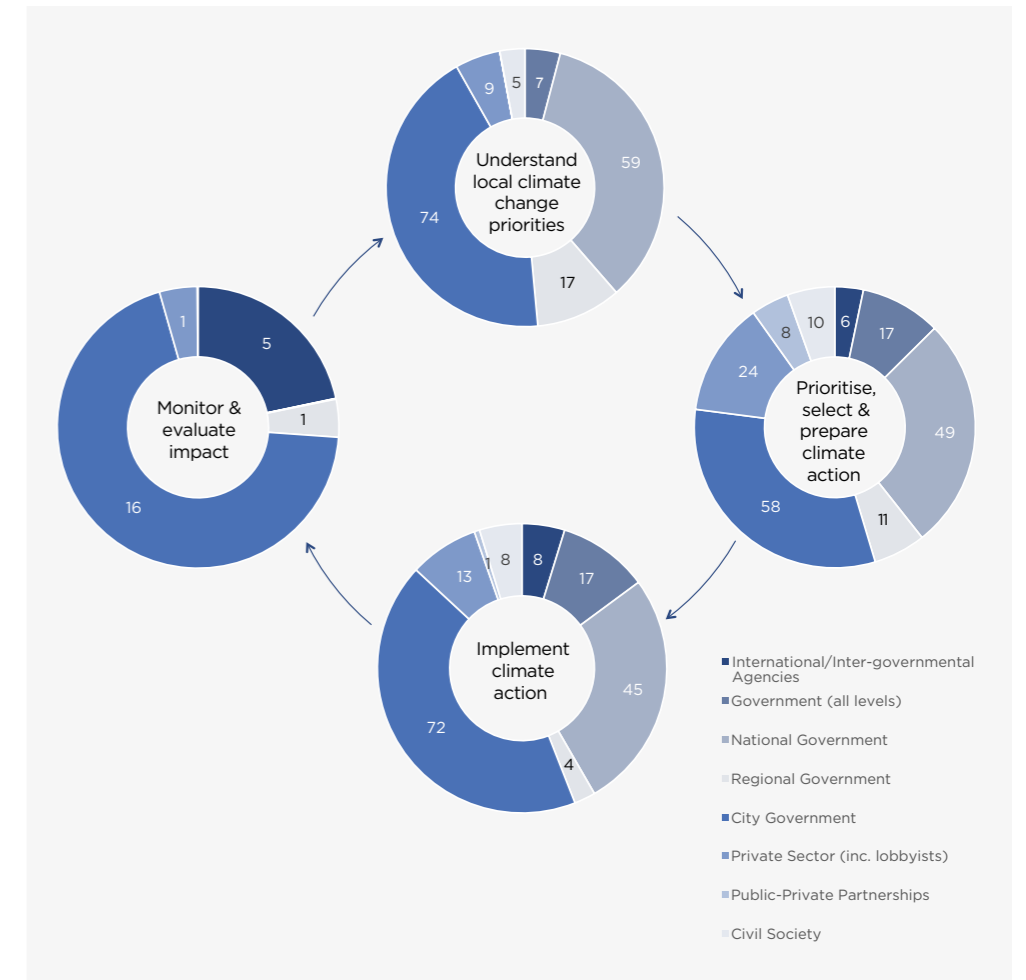 9
5
7
59
17
74
Understand
local climate
change
priorities
5
1
16
1
Monitor &
evaluate
impact
8
10
6
17
49
11
58
24
Prioritise,
select &
prepare
climate
action
13
1
8
8
17
45
4
72
Implement
climate
action
International/Inter-governmental
Agencies
Government (all levels)
National Government
Regional Government
City Government
Private Sector (inc. lobbyists)
Public-Private Partnerships
Civil Society